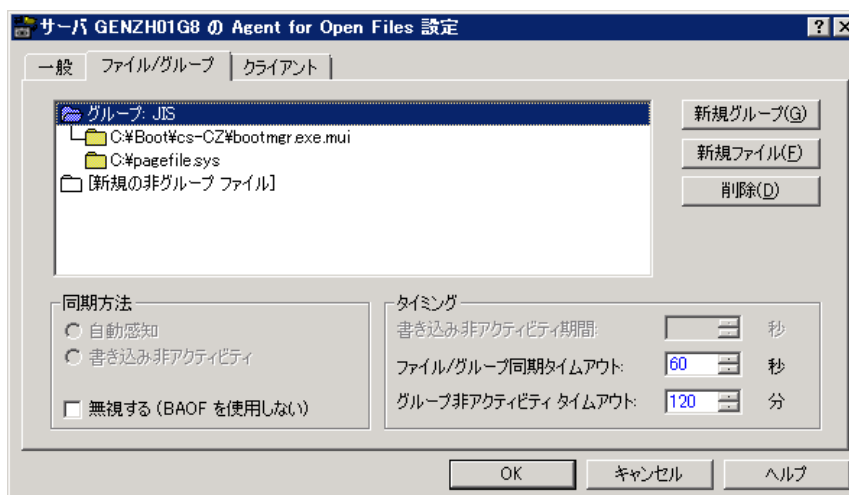 サーバ GENZH01G8 の Agent for Open Files 設定
一般 ファイル/グループ クライアント
グループ: JIS
C:¥Boot¥cs-CZ¥bootmgr.exe.mui
C:¥pagefile.sys
[新規の非グループ ファイル]
新規グループ(G)
新規ファイル(F)
削除(D)
同期方法
自動感知
書き込み非アクティビティ
無視する (BAOF を使用しない)
タイミング
書き込み非アクティビティ期間: 秒
ファイル/グループ同期タイムアウト: 60 秒
グループ非アクティビティ タイムアウト: 120 分
OK キャンセル ヘルプ